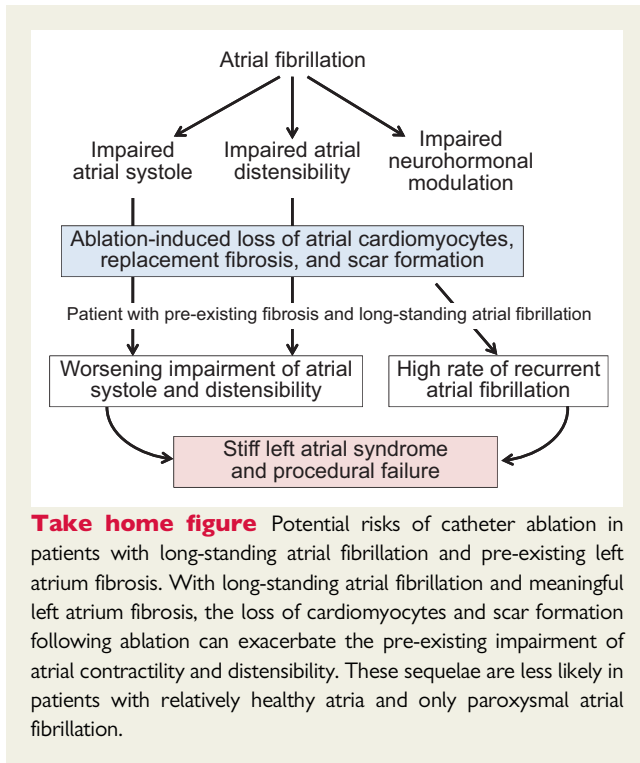 Atrial fibrillation
Impaired
atrial systole
Impaired atrial
distensibility
Impaired
neurohormonal
modulation
Ablation-induced loss of atrial cardiomyocytes,
replacement fibrosis, and scar formation
Patient with pre-existing fibrosis and long-standing atrial fibrillation
Worsening impairment of atrial
systole and distensibility
High rate of recurrent
atrial fibrillation
Stiff left atrial syndrome
and procedural failure
Take home figure Potential risks of catheter ablation in
patients with long-standing atrial fibrillation and pre-existing left
atrium fibrosis. With long-standing atrial fibrillation and meaningful
left atrium fibrosis, the loss of cardiomyocytes and scar formation
following ablation can exacerbate the pre-existing impairment of
atrial contractility and distensibility. These sequelae are less likely in
patients with relatively healthy atria and only paroxysmal atrial
fibrillation.